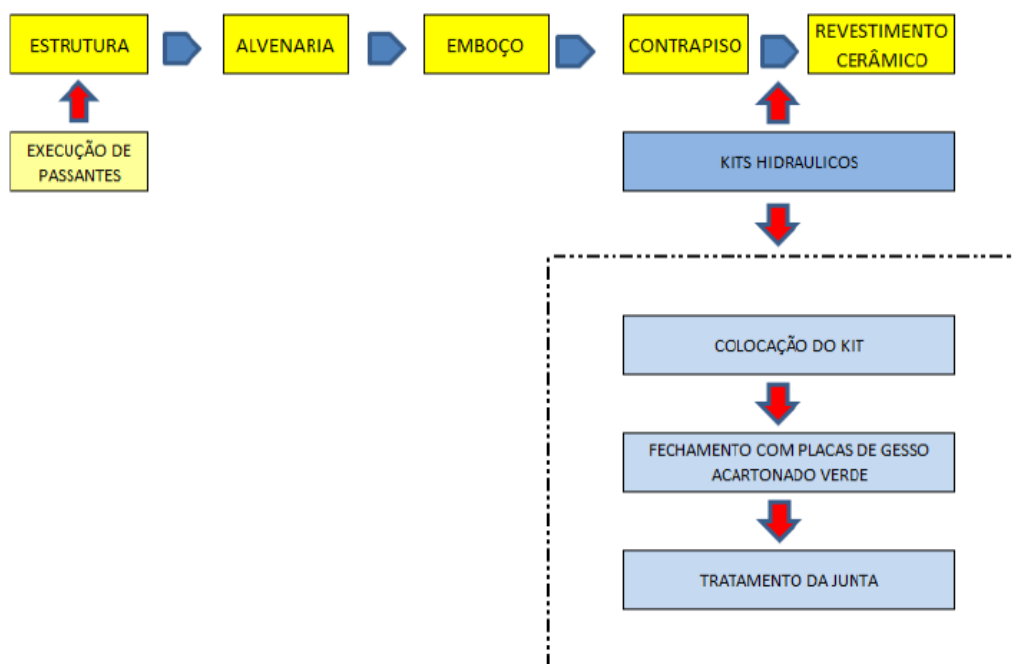 ESTRUTURA
ALVENARIA
EMBOÇO
CONTRAPISO
REVESTIMENTO
CERÂMICO
EXECUÇÃO DE
PASSANTES
KITS HIDRAULICOS
COLOCAÇÃO DO KIT
FECHAMENTO COM PLACAS DE GESSO
ACARTONADO VERDE
TRATAMENTO DA JUNTA